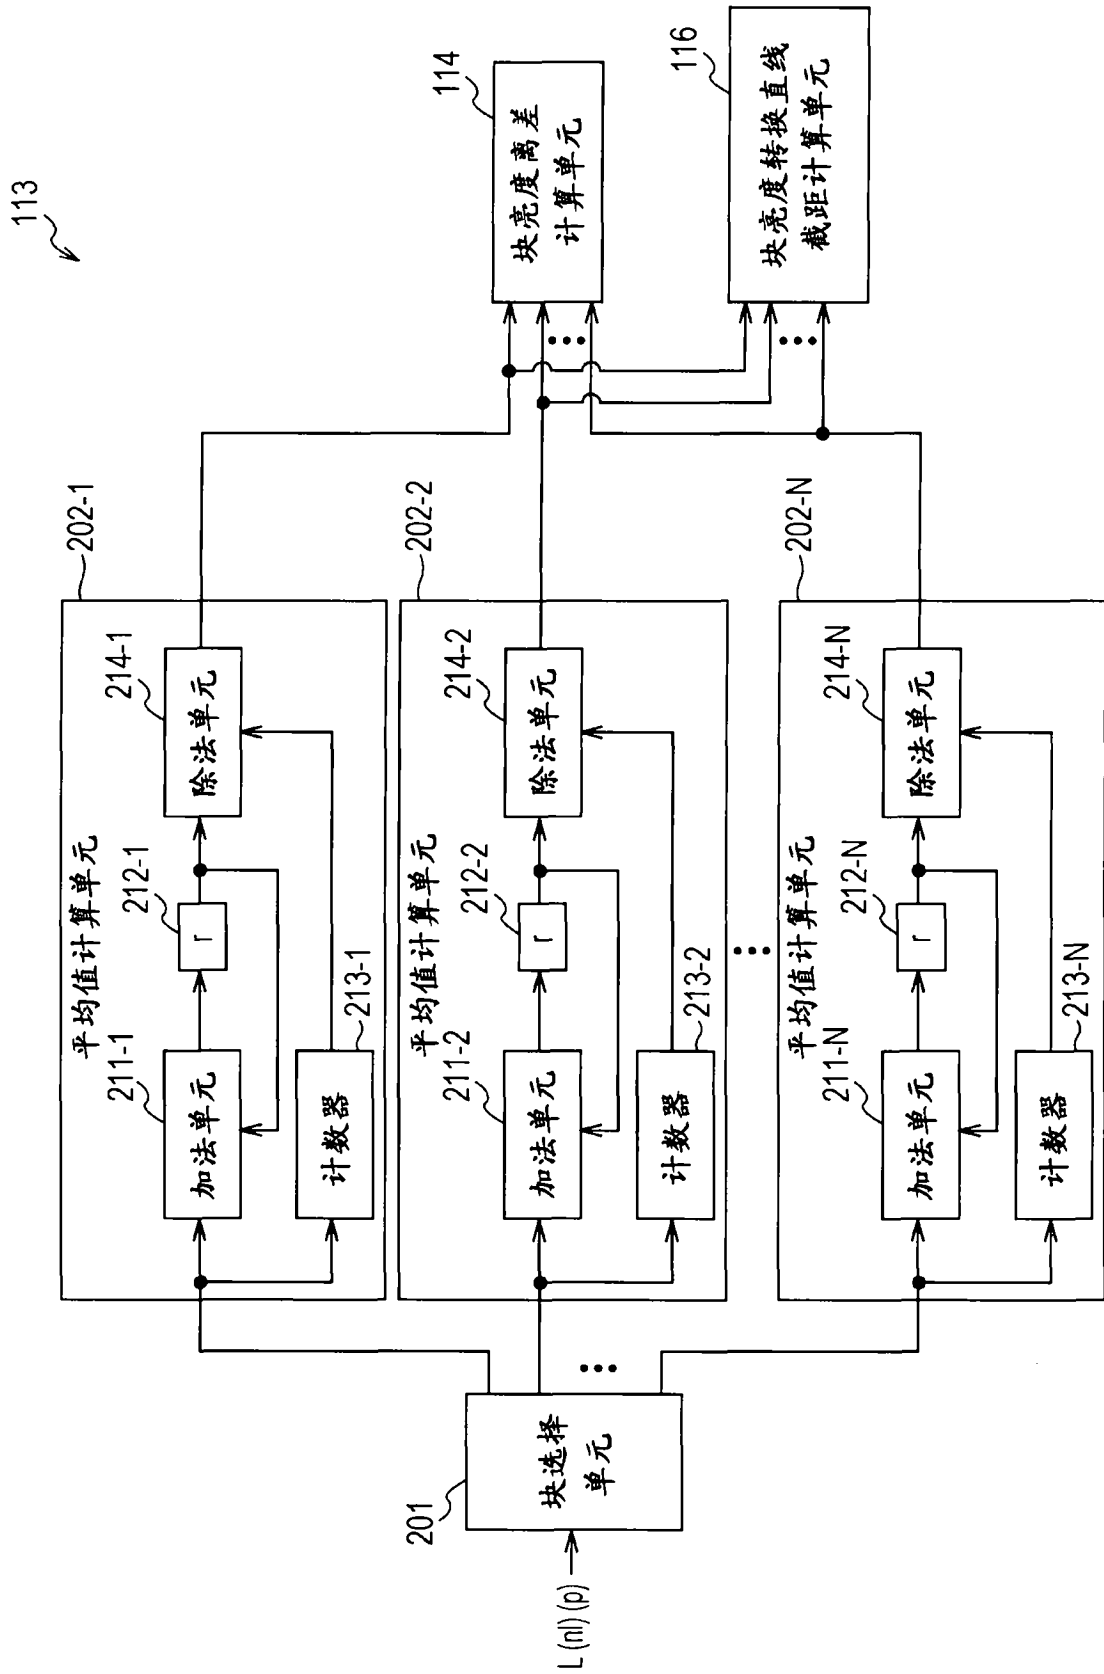 113
L (nl) (p)
201
块选择
单元
202-1
平均值计算单元
211-1
加法单元
212-1
r
213-1
计数器
214-1
除法单元
202-2
平均值计算单元
211-2
加法单元
212-2
r
213-2
计数器
214-2
除法单元
202-N
平均值计算单元
211-N
加法单元
212-N
r
213-N
计数器
214-N
除法单元
114
块亮度离差
计算单元
116
块亮度转换直线
截距计算单元